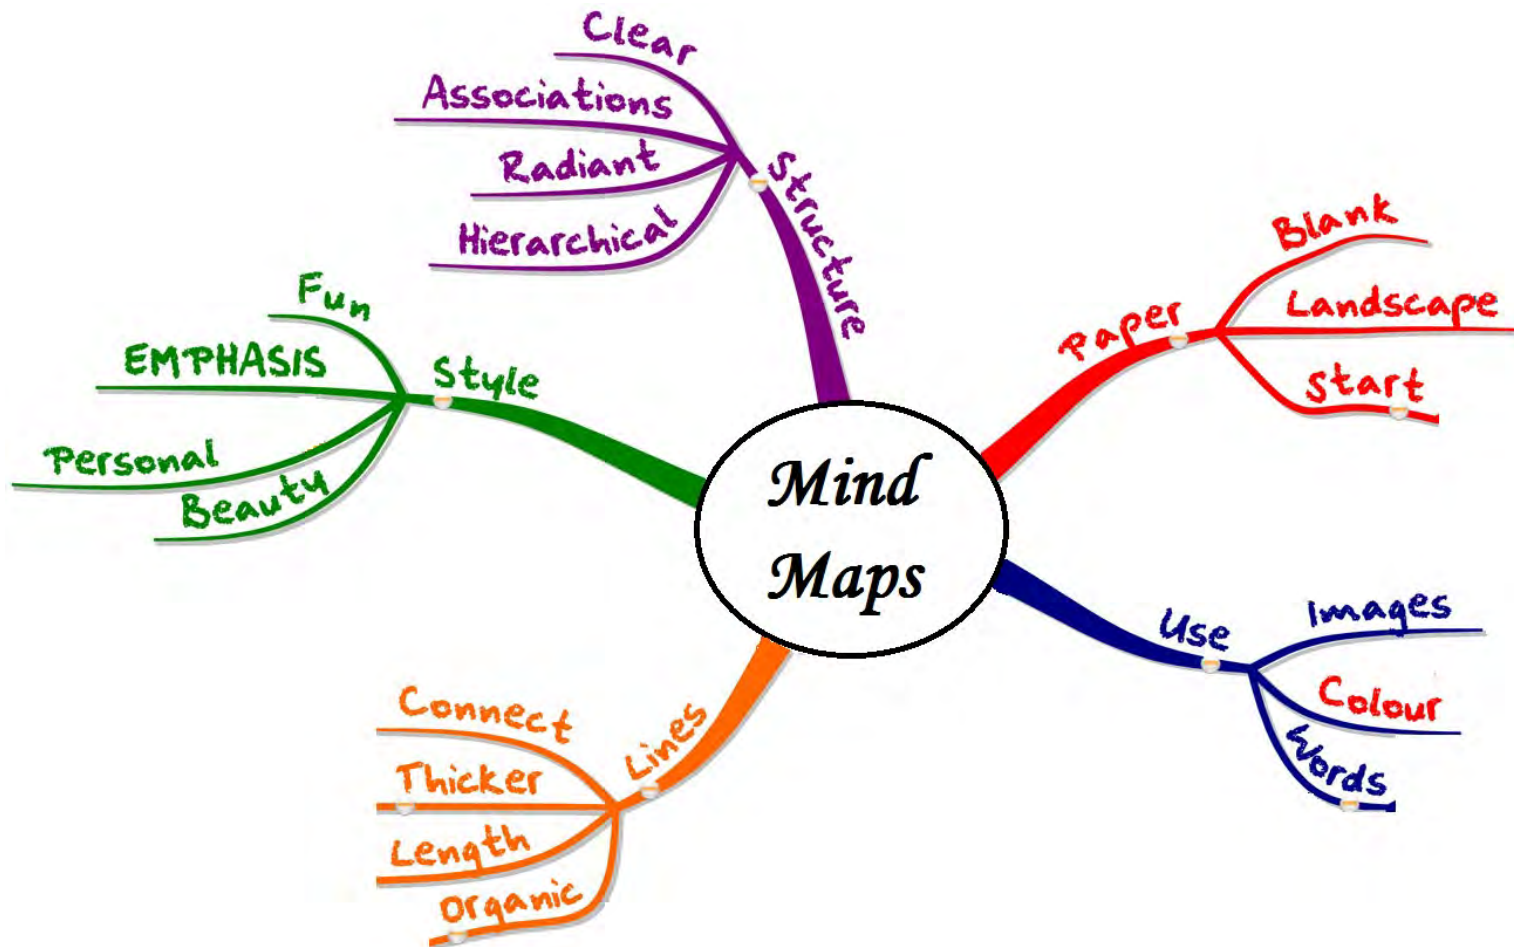 Mind
Maps
Structure
Clear
Associations
Radiant
Hierarchical
Paper
Blank
Landscape
Start
Use
Images
Colour
Words
Lines
Connect
Thicker
Length
Organic
Style
Fun
EMPHASIS
Personal
Beauty